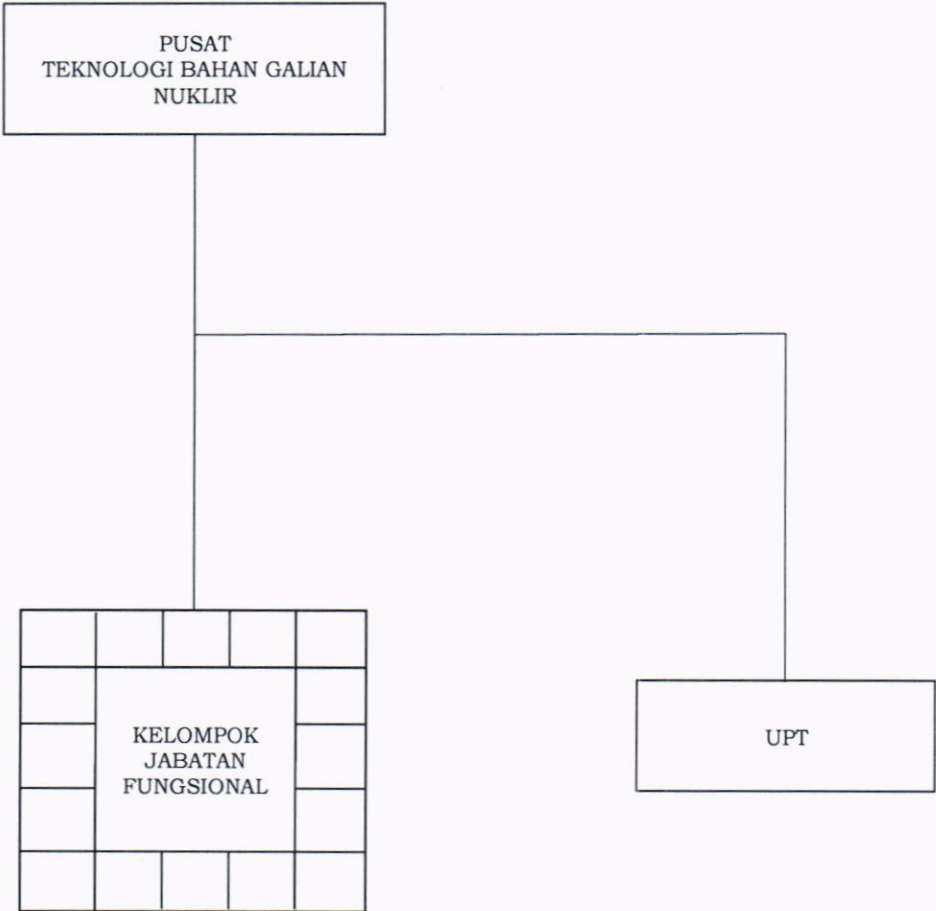 PUSAT
TEKNOLOGI BAHAN GALIAN
NUKLIR
KELOMPOK
JABATAN
FUNGSIONAL
UPT